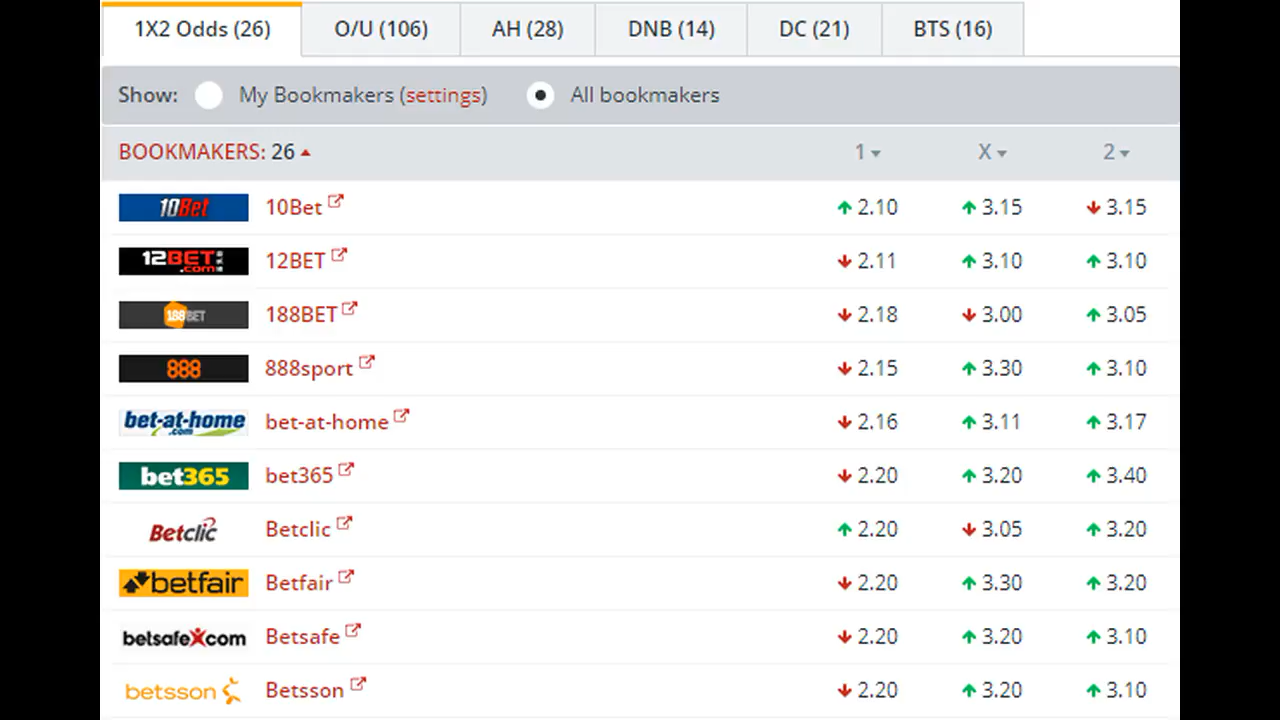 1X2 Odds (26) O/U (106) AH (28) DNB (14) DC (21) BTS (16)
Show: My Bookmakers (settings) All bookmakers
BOOKMAKERS: 26 1 X 2
10Bet 10Bet 2.10 3.15 3.15
12BET.com 12BET 2.11 3.10 3.10
188BET 188BET 2.18 3.00 3.05
888 888sport 2.15 3.30 3.10
bet-at-home.com bet-at-home 2.16 3.11 3.17
bet365 bet365 2.20 3.20 3.40
Betclic Betclic 2.20 3.05 3.20
betfair Betfair 2.20 3.30 3.20
betsafe.com Betsafe 2.20 3.20 3.10
betsson Betsson 2.20 3.20 3.10